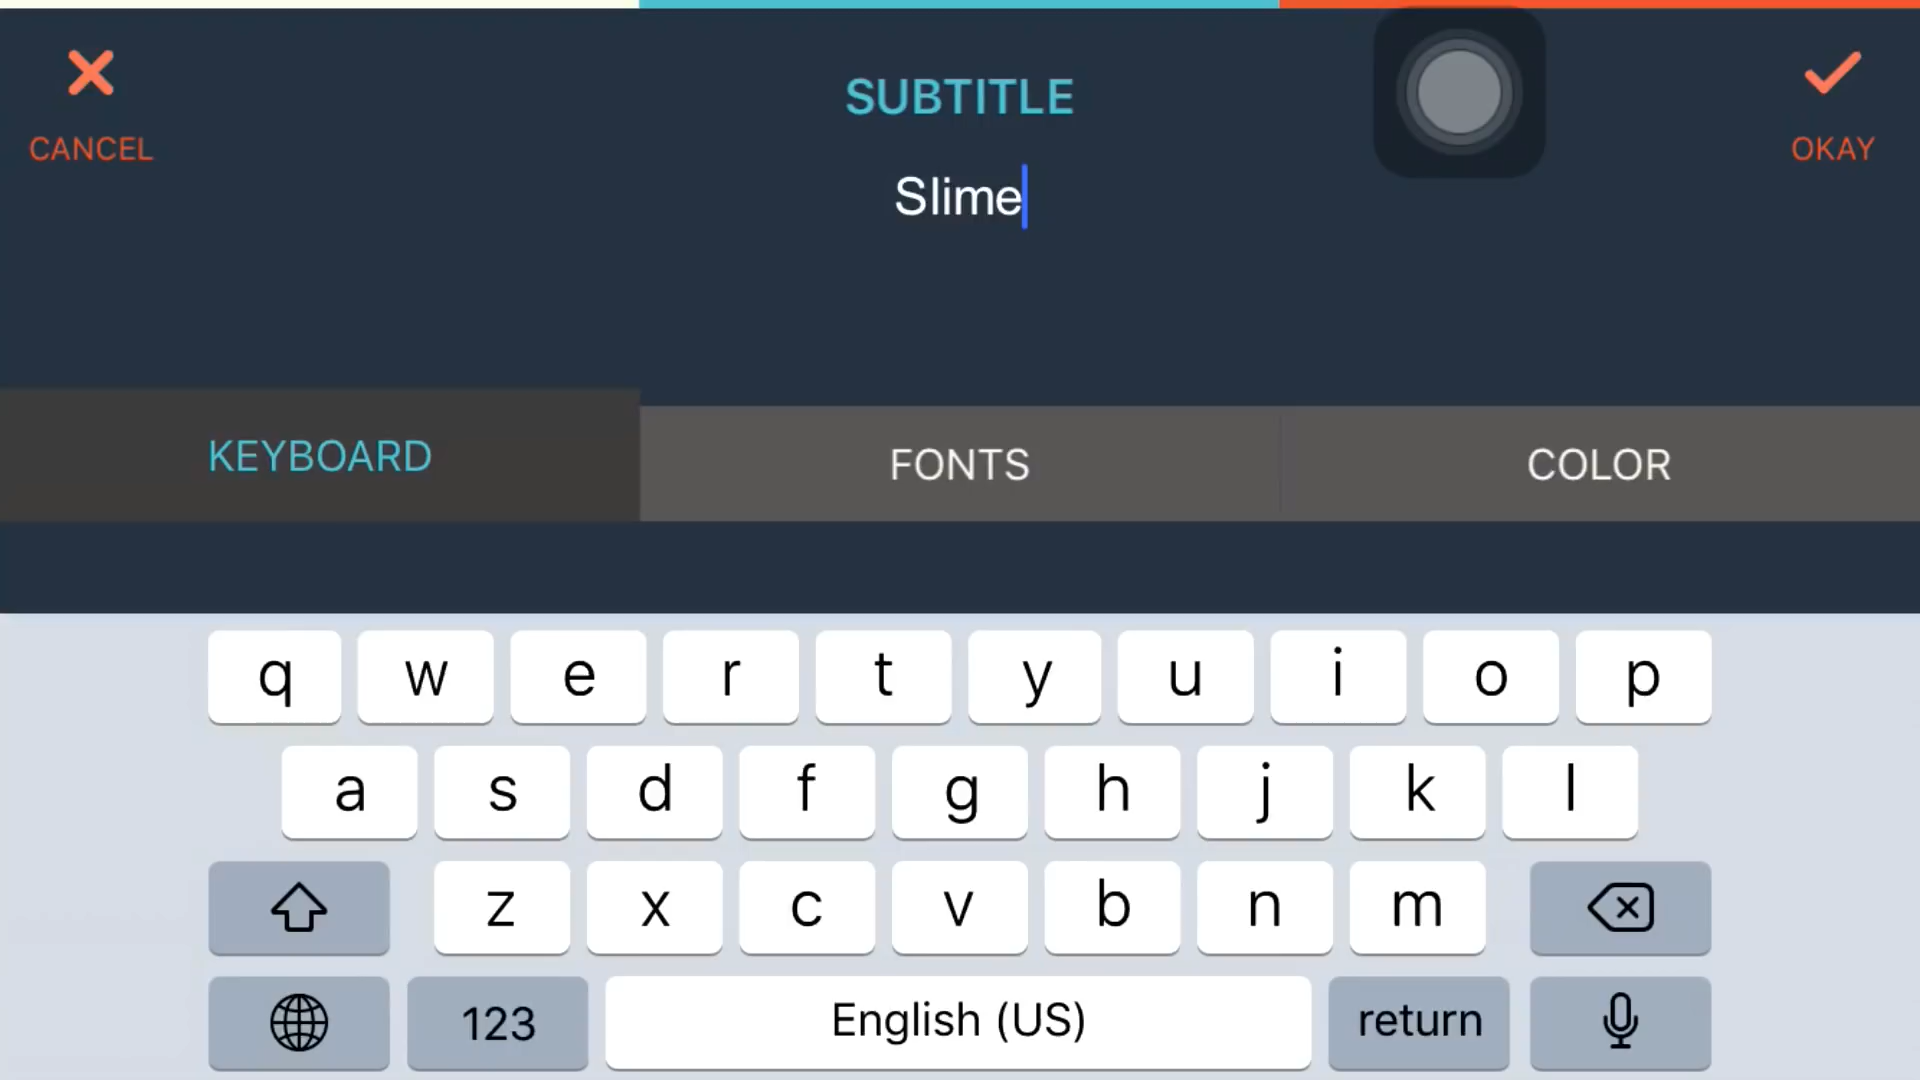 SUBTITLE
CANCEL
OKAY
Slime
KEYBOARD
FONTS
COLOR
q w e r t y u i o p
a s d f g h j k l
z x c v b n m
123 English (US) return